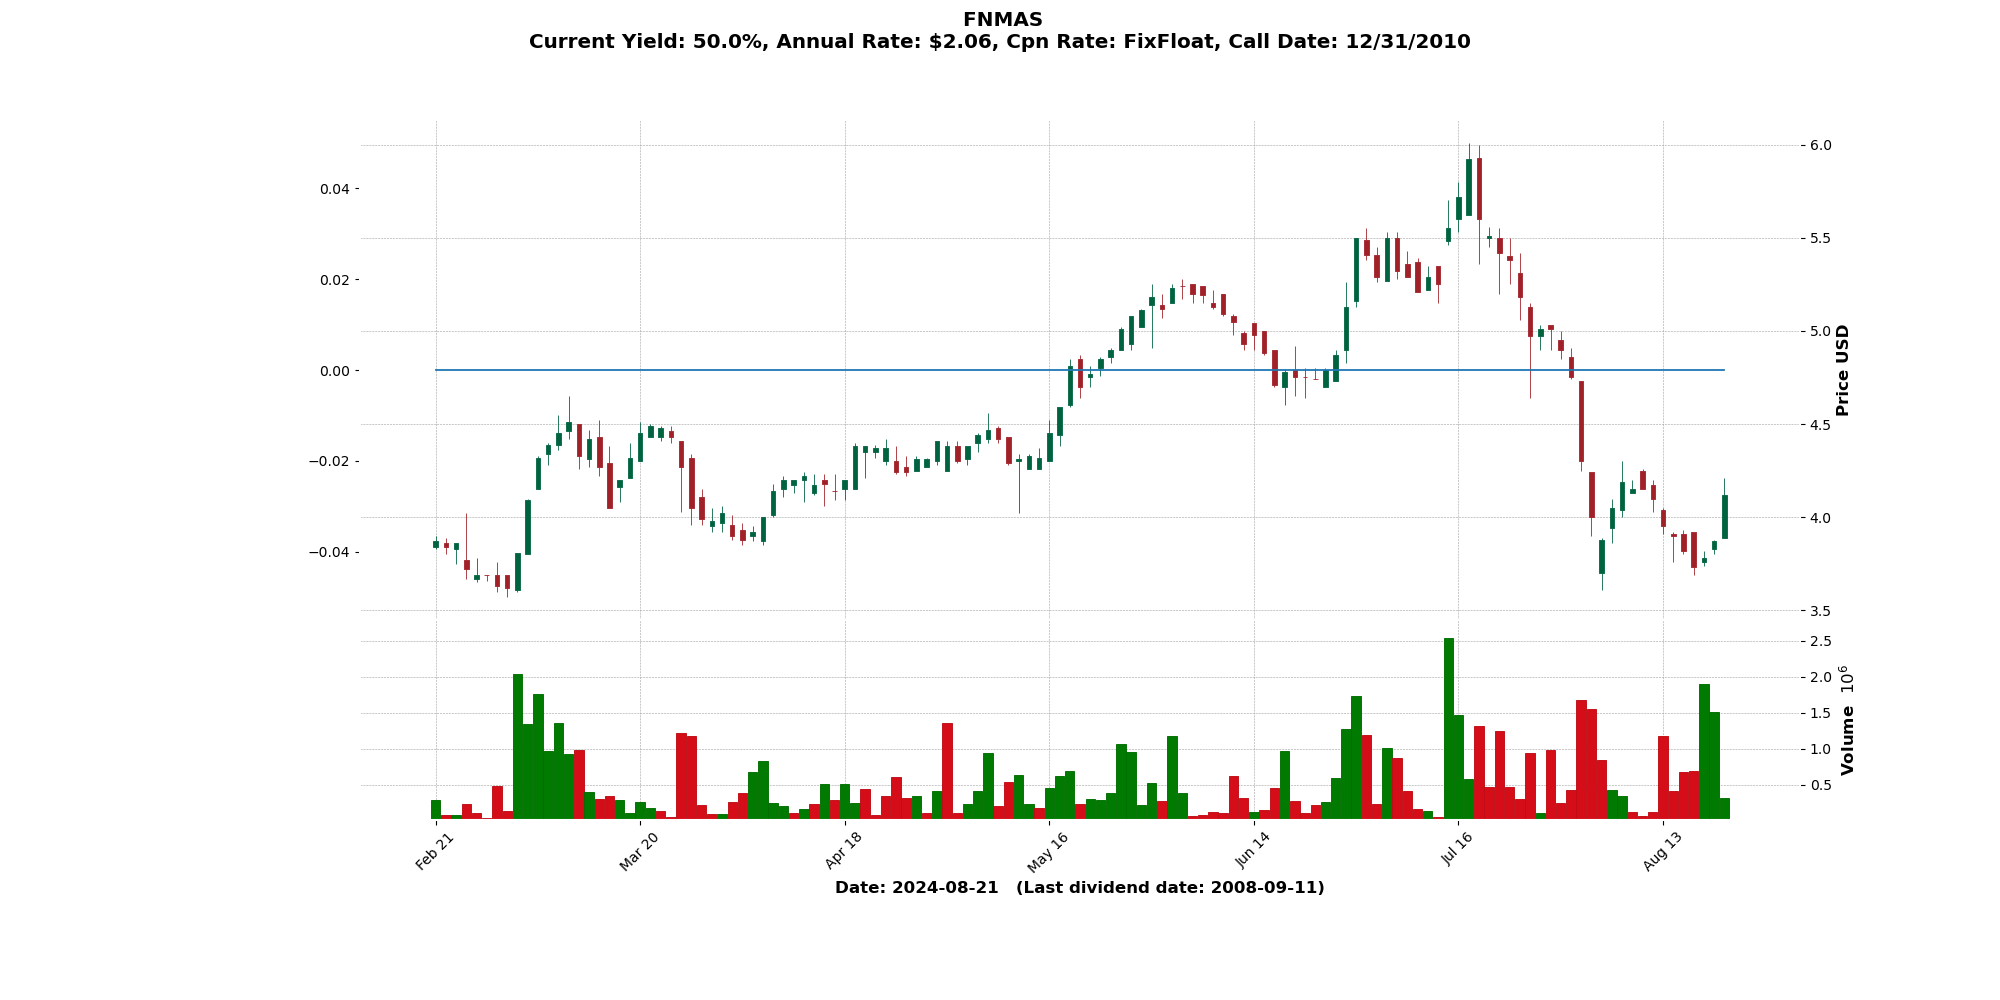 FNMAS
Current Yield: 50.0%, Annual Rate: $2.06, Cpn Rate: FixFloat, Call Date: 12/31/2010
0.04
0.02
0.00
−0.02
−0.04
6.0
5.5
5.0
4.5
4.0
3.5
Price USD
2.5
2.0
1.5
1.0
0.5
Volume 10^6
Feb 21
Mar 20
Apr 18
May 16
Jun 14
Jul 16
Aug 13
Date: 2024-08-21 (Last dividend date: 2008-09-11)